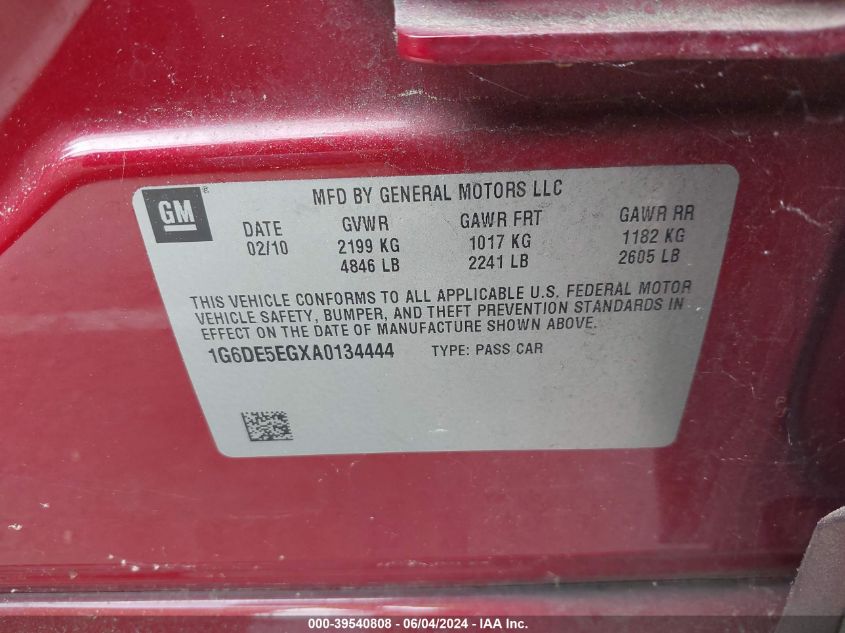 GM
MFD BY GENERAL MOTORS LLC
DATE GVWR GAWR FRT GAWR RR
02/10 2199 KG 1017 KG 1182 KG
4846 LB 2241 LB 2605 LB
THIS VEHICLE CONFORMS TO ALL APPLICABLE U.S. FEDERAL MOTOR
VEHICLE SAFETY, BUMPER, AND THEFT PREVENTION STANDARDS IN
EFFECT ON THE DATE OF MANUFACTURE SHOWN ABOVE.
1G6DE5EGXA0134444 TYPE: PASS CAR
000-39540808 - 06/04/2024 - IAA Inc.